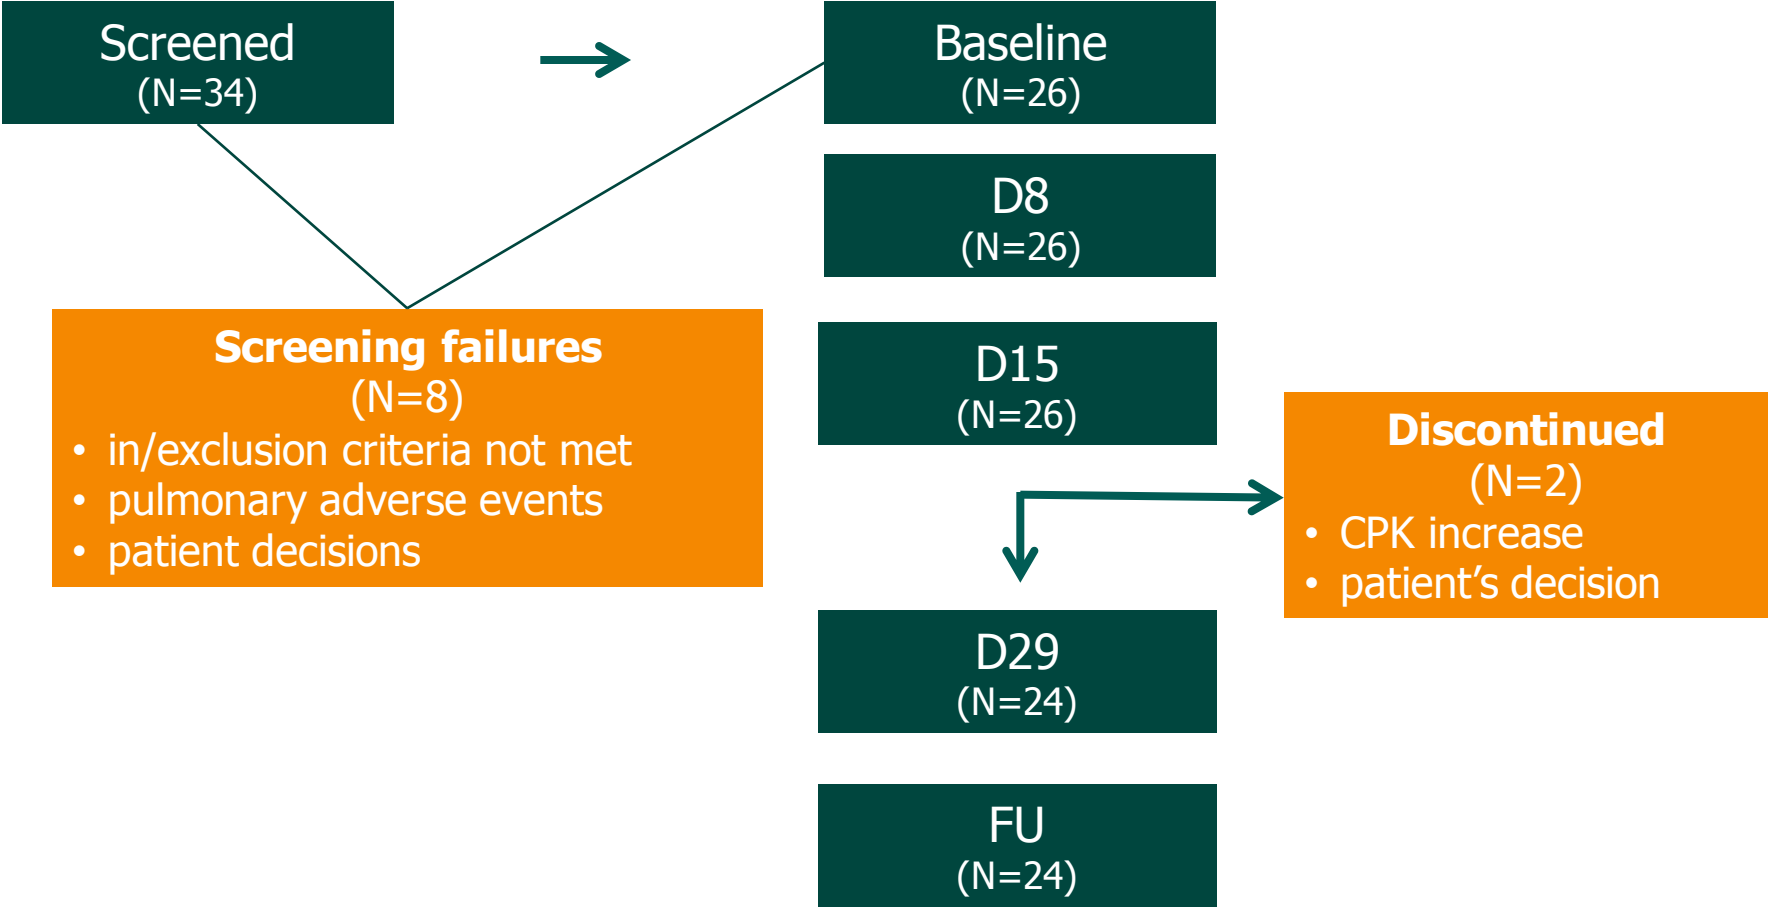 Screened
(N=34)
Baseline
(N=26)
D8
(N=26)
Screening failures
(N=8)
• in/exclusion criteria not met
• pulmonary adverse events
• patient decisions
D15
(N=26)
Discontinued
(N=2)
• CPK increase
• patient’s decision
D29
(N=24)
FU
(N=24)